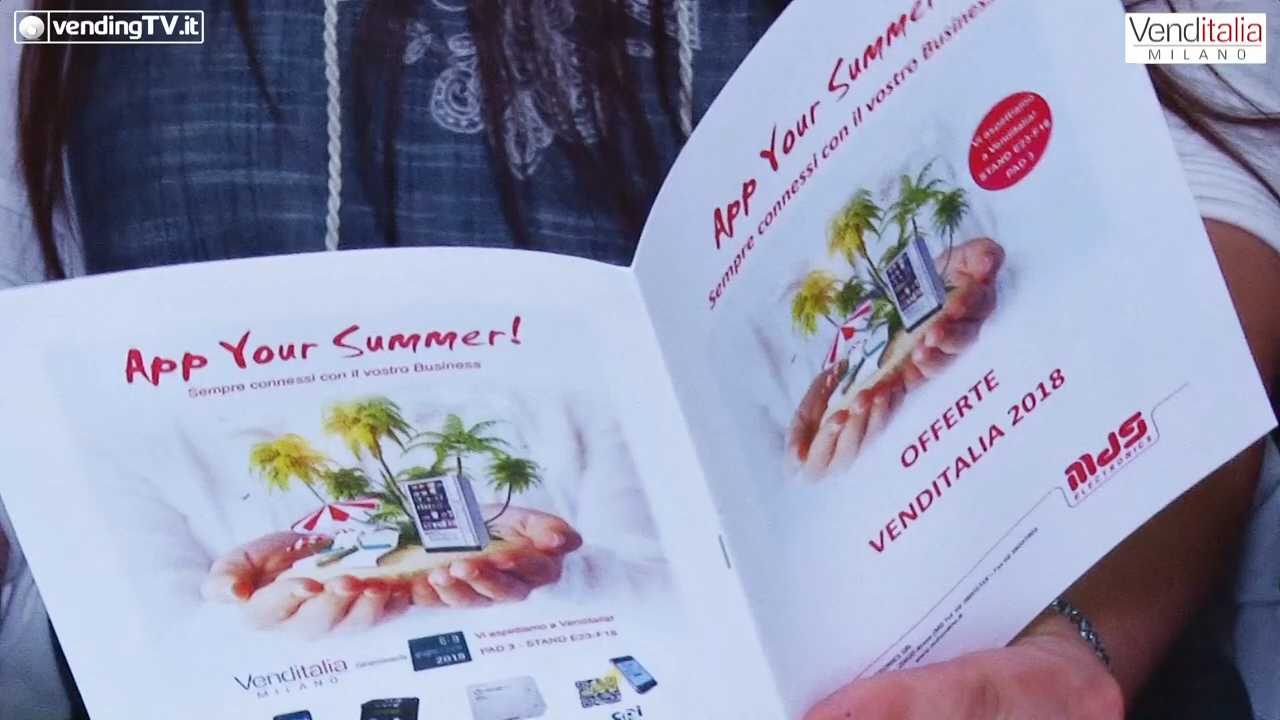 vendingTV.it
Venditalia
MILANO
App Your Summer!
Sempre connessi con il vostro Business
Venditalia
MILANO
6-9
2018
Vi aspettiamo a Venditalia!
PAD 3 - STAND E23-F16
App Your Summer
Sempre connessi con il vostro Business
Vi aspettiamo
a Venditalia!
STAND E23-F16
PAD 3
OFFERTE
VENDITALIA 2018
MDS
ELECTRONICS